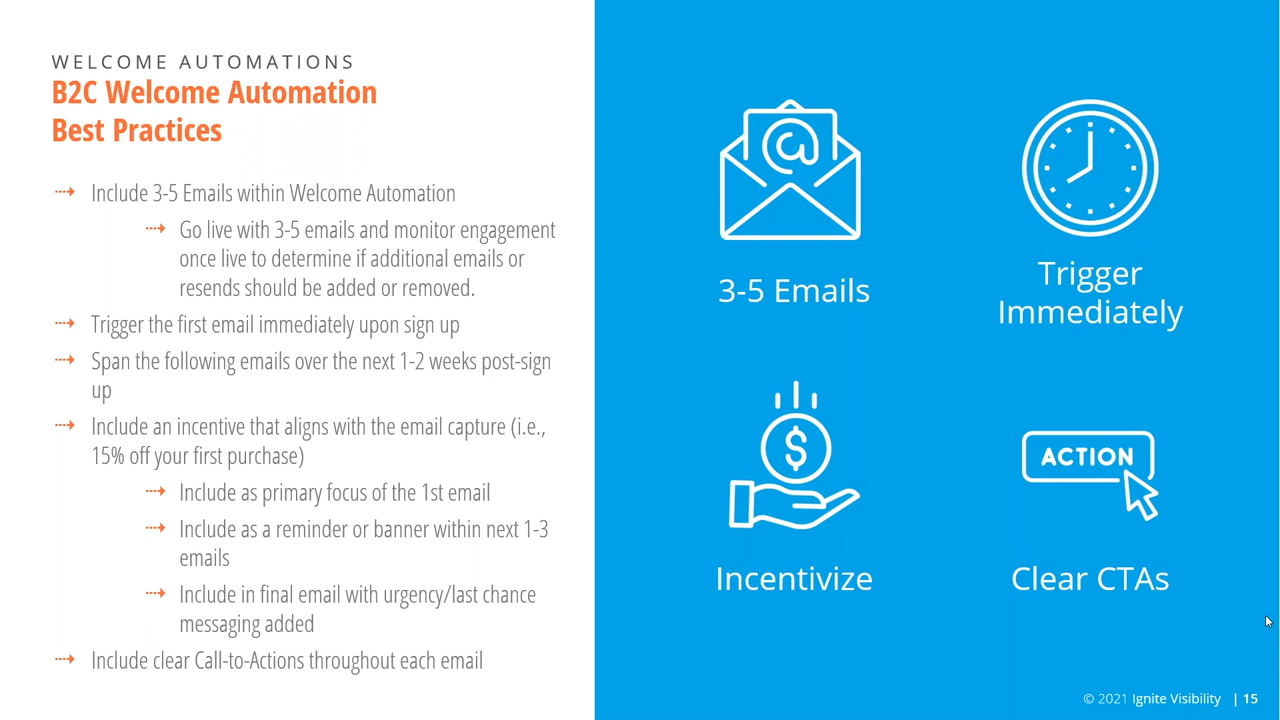 WELCOME AUTOMATIONS
B2C Welcome Automation
Best Practices
Include 3-5 Emails within Welcome Automation
Go live with 3-5 emails and monitor engagement
once live to determine if additional emails or
resends should be added or removed.
Trigger the first email immediately upon sign up
Span the following emails over the next 1-2 weeks post-sign
up
Include an incentive that aligns with the email capture (i.e.,
15% off your first purchase)
Include as primary focus of the 1st email
Include as a reminder or banner within next 1-3
emails
Include in final email with urgency/last chance
messaging added
Include clear Call-to-Actions throughout each email
@
3-5 Emails
Trigger
Immediately
$
Incentivize
ACTION
Clear CTAs
© 2021 Ignite Visibility | 15